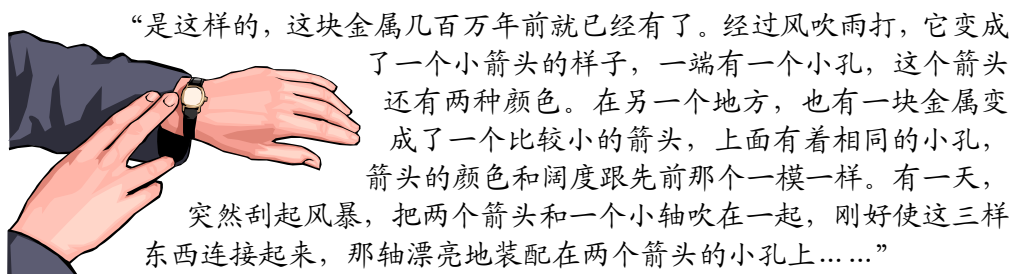 “是这样的，这块金属几百万年前就已经有了。经过风吹雨打，它变成
了一个小箭头的样子，一端有一个小孔，这个箭头
还有两种颜色。在另一个地方，也有一块金属变
成了一个比较小的箭头，上面有着相同的小孔，
箭头的颜色和阔度跟先前那个一模一样。有一天，
突然刮起风暴，把两个箭头和一个小轴吹在一起，刚好使这三样
东西连接起来，那轴漂亮地装配在两个箭头的小孔上……”